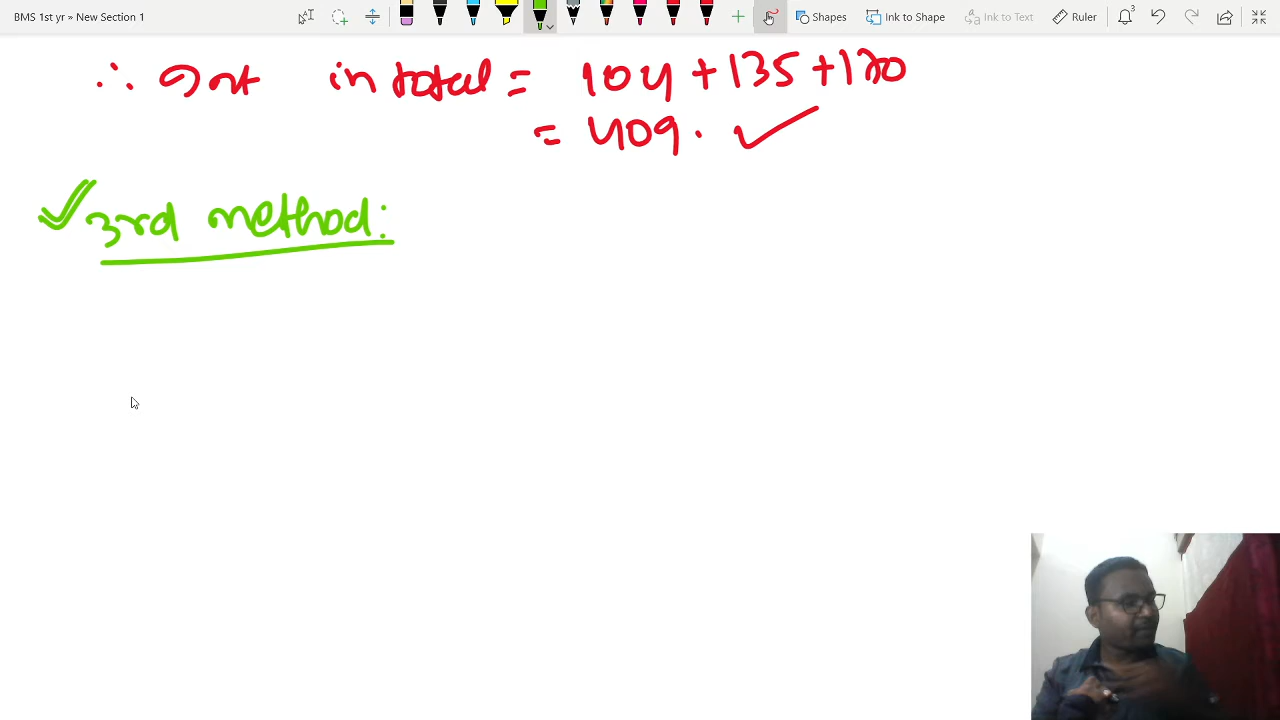 BMS 1st yr » New Section 1
Shapes
Ink to Shape
Ink to Text
Ruler
3
∴ in total = 104 + 135 + 170
= 409.
3rd method: